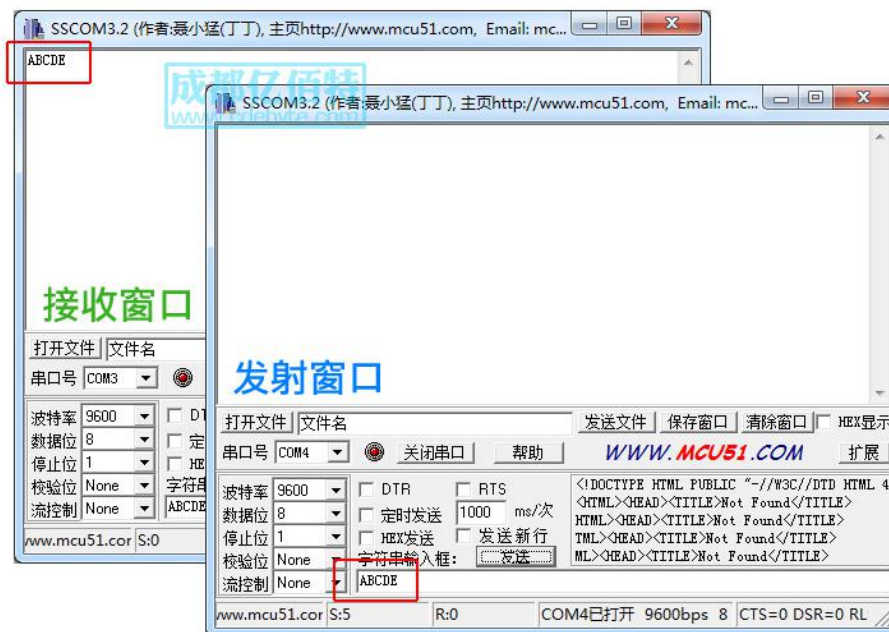 SSCOM3.2 (作者:聂小猛(丁丁), 主页http://www.mcu51.com, Email: mc...
ABCDE
成都亿佰特
www.cdebyte.com
接收窗口
打开文件 文件名
串口号 COM3
波特率 9600
数据位 8
停止位 1
校验位 None
流控制 None ABCDE
www.mcu51.cor S:0
SSCOM3.2 (作者:聂小猛(丁丁), 主页http://www.mcu51.com, Email: mc...
发射窗口
打开文件 文件名 发送文件 保存窗口 清除窗口 HEX显示
串口号 COM4 关闭串口 帮助 WWW.MCU51.COM 扩展
波特率 9600 DTR RTS
数据位 8 定时发送 1000 ms/次
停止位 1 HEX发送 发送新行
校验位 None 字符串输入框: 发送
流控制 None ABCDE
<!DOCTYPE HTML PUBLIC "-//W3C//DTD HTML 4
<HTML><HEAD><TITLE>Not Found</TITLE>
HTML><HEAD><TITLE>Not Found</TITLE>
TML><HEAD><TITLE>Not Found</TITLE>
ML><HEAD><TITLE>Not Found</TITLE>
www.mcu51.cor S:5 R:0 COM4已打开 9600bps 8 CTS=0 DSR=0 RL